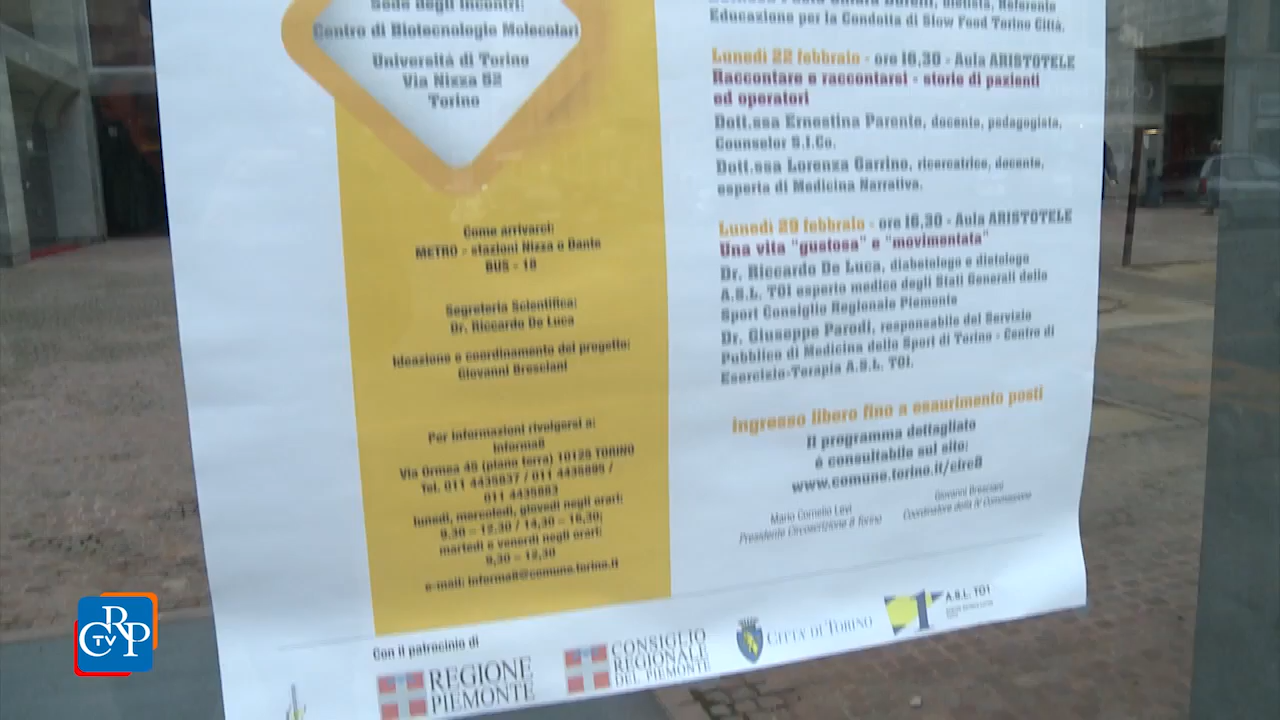 Sede degli incontri:
Centro di Biotecnologie Molecolari
Università di Torino
Via Nizza 52
Torino
Come arrivarci:
METRO - stazioni Nizza o Dante
BUS - 18
Segreteria Scientifica:
Dr. Riccardo De Luca
Ideazione e coordinamento del progetto:
Giovanni Bresciani
Per informazioni rivolgersi a:
Informa8
Via Ormea 45 (piano terra) 10125 TORINO
Tel. 011 4435837 / 011 4435895 /
011 4435883
lunedì, mercoledì, giovedì negli orari:
9,30 - 12,30 / 14,30 - 16,30;
martedì e venerdì negli orari:
9,30 - 12,30
e-mail: informa8@comune.torino.it
dietista, Referente
Educazione per la Condotta di Slow Food Torino Città.
Lunedì 22 febbraio - ore 16,30 - Aula ARISTOTELE
Raccontare e raccontarsi - storie di pazienti
ed operatori
Dott.ssa Ernestina Parente, docente, pedagogista,
Counselor S.I.Co.
Dott.ssa Lorenza Garrino, ricercatrice, docente,
esperta di Medicina Narrativa.
Lunedì 29 febbraio - ore 16,30 - Aula ARISTOTELE
Una vita "gustosa" e "movimentata"
Dr. Riccardo De Luca, diabetologo e dietologo
A.S.L. TO1 esperto medico degli Stati Generali dello
Sport Consiglio Regionale Piemonte
Dr. Giuseppe Parodi, responsabile del Servizio
Pubblico di Medicina dello Sport di Torino - Centro di
Esercizio-Terapia A.S.L. TO1.
ingresso libero fino a esaurimento posti
Il programma dettagliato
è consultabile sul sito:
www.comune.torino.it/circ8
Mario Cornelio Levi
Presidente Circoscrizione 8 Torino
Giovanni Bresciani
Coordinatore della IV Commissione
Con il patrocinio di
REGIONE
PIEMONTE
CONSIGLIO
REGIONALE
DEL PIEMONTE
CITTÀ DI TORINO
A.S.L. TO1
CRP
TV